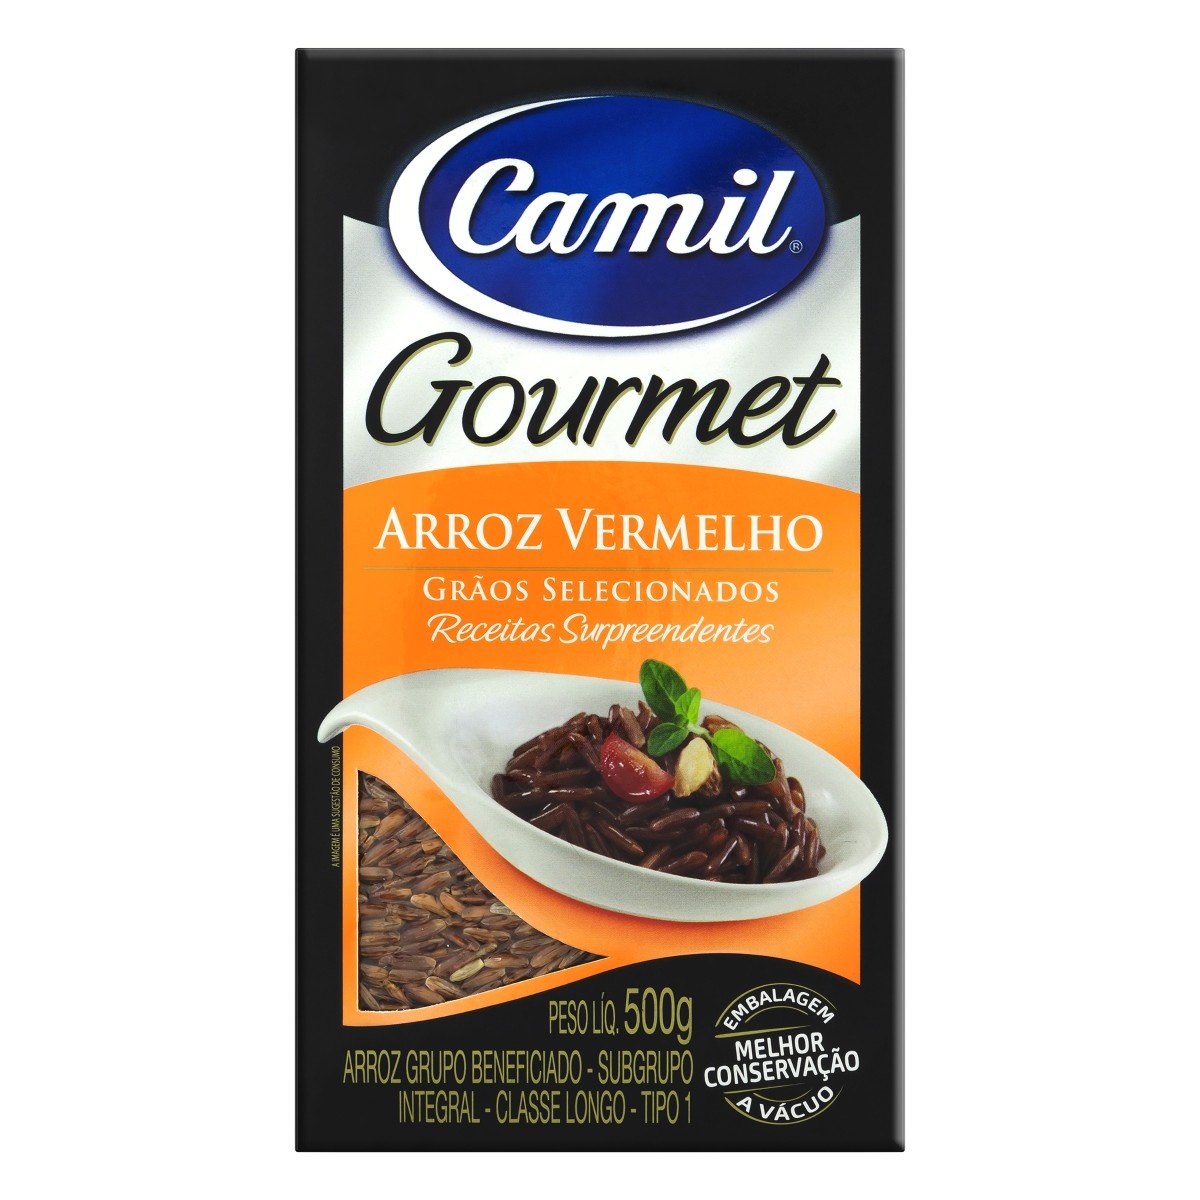 Camil®
Gourmet
ARROZ VERMELHO
GRÃOS SELECIONADOS
Receitas Surpreendentes
A IMAGEM É UMA SUGESTÃO DE CONSUMO
PESO LÍQ. 500g
ARROZ GRUPO BENEFICIADO - SUBGRUPO
INTEGRAL - CLASSE LONGO - TIPO 1
EMBALAGEM
MELHOR
CONSERVAÇÃO
A VÁCUO